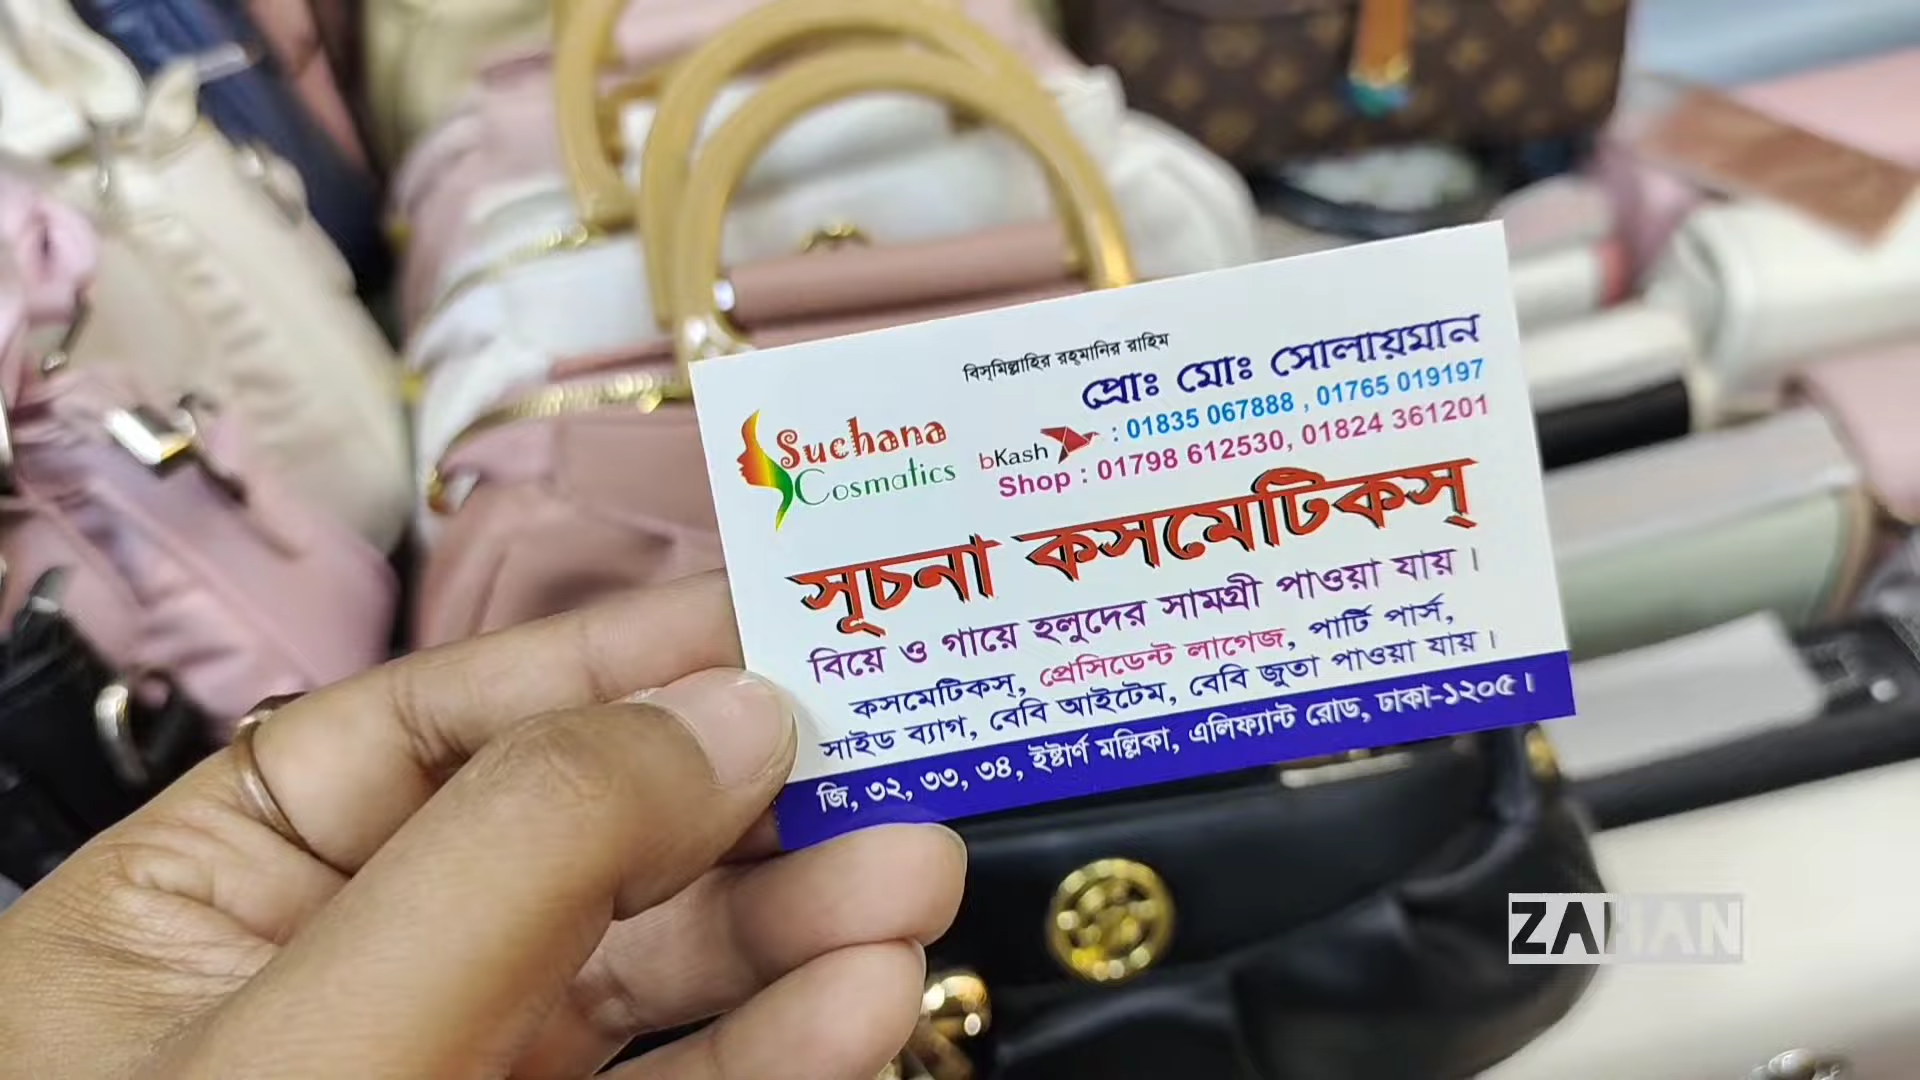 বিস্‌মিল্লাহির রহ্‌মানির রাহিম
প্রোঃ মোঃ সোলায়মান
Suchana
Cosmatics
bKash : 01835 067888 , 01765 019197
Shop : 01798 612530, 01824 361201
সূচনা কসমেটিকস্
বিয়ে ও গায়ে হলুদের সামগ্রী পাওয়া যায়।
কসমেটিকস্, প্রেসিডেন্ট লাগেজ, পার্টি পার্স,
সাইড ব্যাগ, বেবি আইটেম, বেবি জুতা পাওয়া যায়।
জি, ৩২, ৩৩, ৩৪, ইষ্টার্ণ মল্লিকা, এলিফ্যান্ট রোড, ঢাকা-১২০৫।
ZAHAN